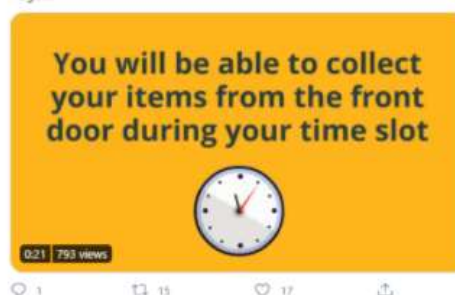 You will be able to collect
your items from the front
door during your time slot
0:21 793 views
1 15 17